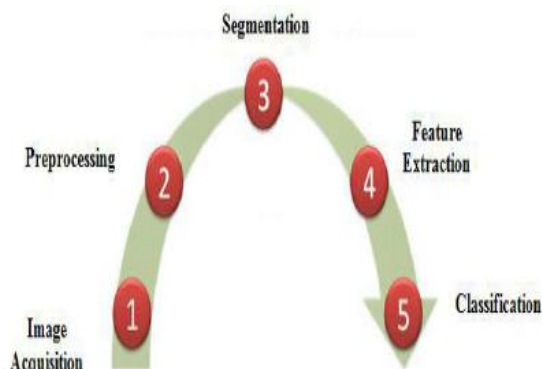 Segmentation
3
Preprocessing
2
Feature
Extraction
4
Image
Acquisition
1
Classification
5